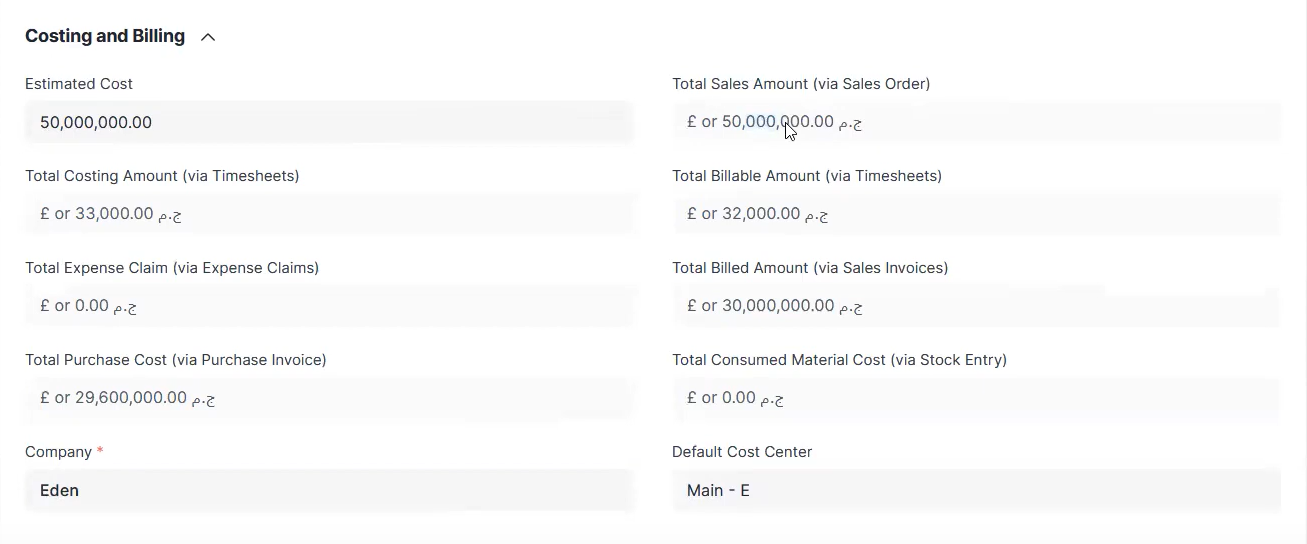 Costing and Billing
Estimated Cost
50,000,000.00
Total Sales Amount (via Sales Order)
£ or 50,000,000.00 ج.م
Total Costing Amount (via Timesheets)
£ or 33,000.00 ج.م
Total Billable Amount (via Timesheets)
£ or 32,000.00 ج.م
Total Expense Claim (via Expense Claims)
£ or 0.00 ج.م
Total Billed Amount (via Sales Invoices)
£ or 30,000,000.00 ج.م
Total Purchase Cost (via Purchase Invoice)
£ or 29,600,000.00 ج.م
Total Consumed Material Cost (via Stock Entry)
£ or 0.00 ج.م
Company *
Eden
Default Cost Center
Main - E